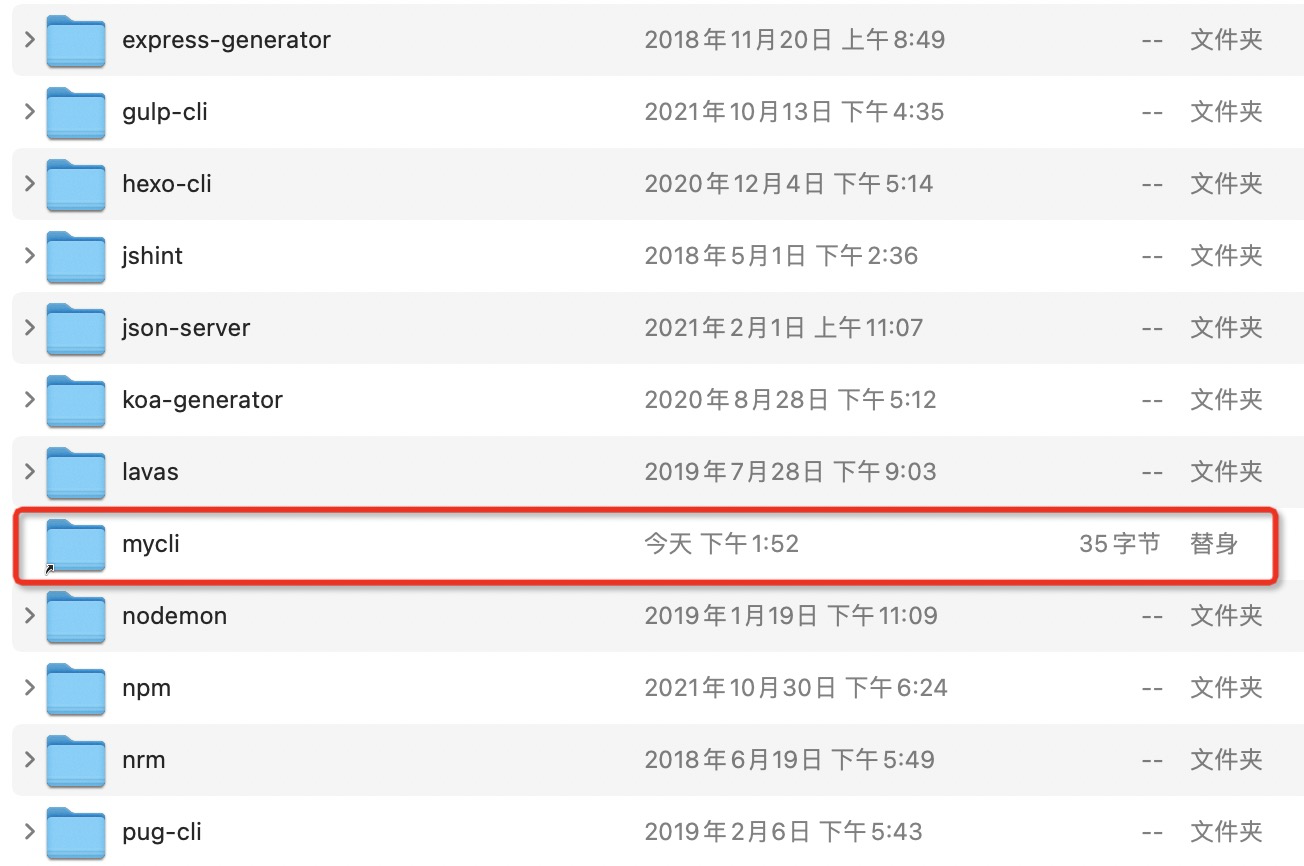 express-generator 2018年11月20日 上午8:49 -- 文件夹
gulp-cli 2021年10月13日 下午4:35 -- 文件夹
hexo-cli 2020年12月4日 下午5:14 -- 文件夹
jshint 2018年5月1日 下午2:36 -- 文件夹
json-server 2021年2月1日 上午11:07 -- 文件夹
koa-generator 2020年8月28日 下午5:12 -- 文件夹
lavas 2019年7月28日 下午9:03 -- 文件夹
mycli 今天 下午1:52 35字节 替身
nodemon 2019年1月19日 下午11:09 -- 文件夹
npm 2021年10月30日 下午6:24 -- 文件夹
nrm 2018年6月19日 下午5:49 -- 文件夹
pug-cli 2019年2月6日 下午5:43 -- 文件夹